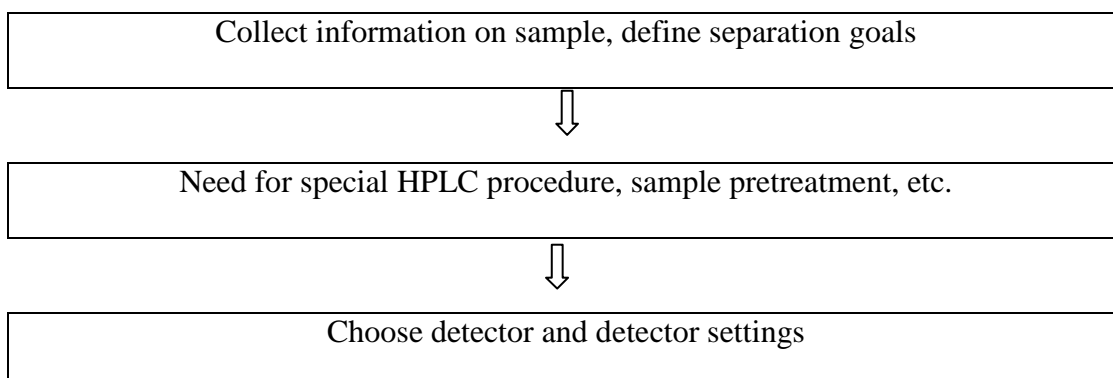 Collect information on sample, define separation goals
Need for special HPLC procedure, sample pretreatment, etc.
Choose detector and detector settings